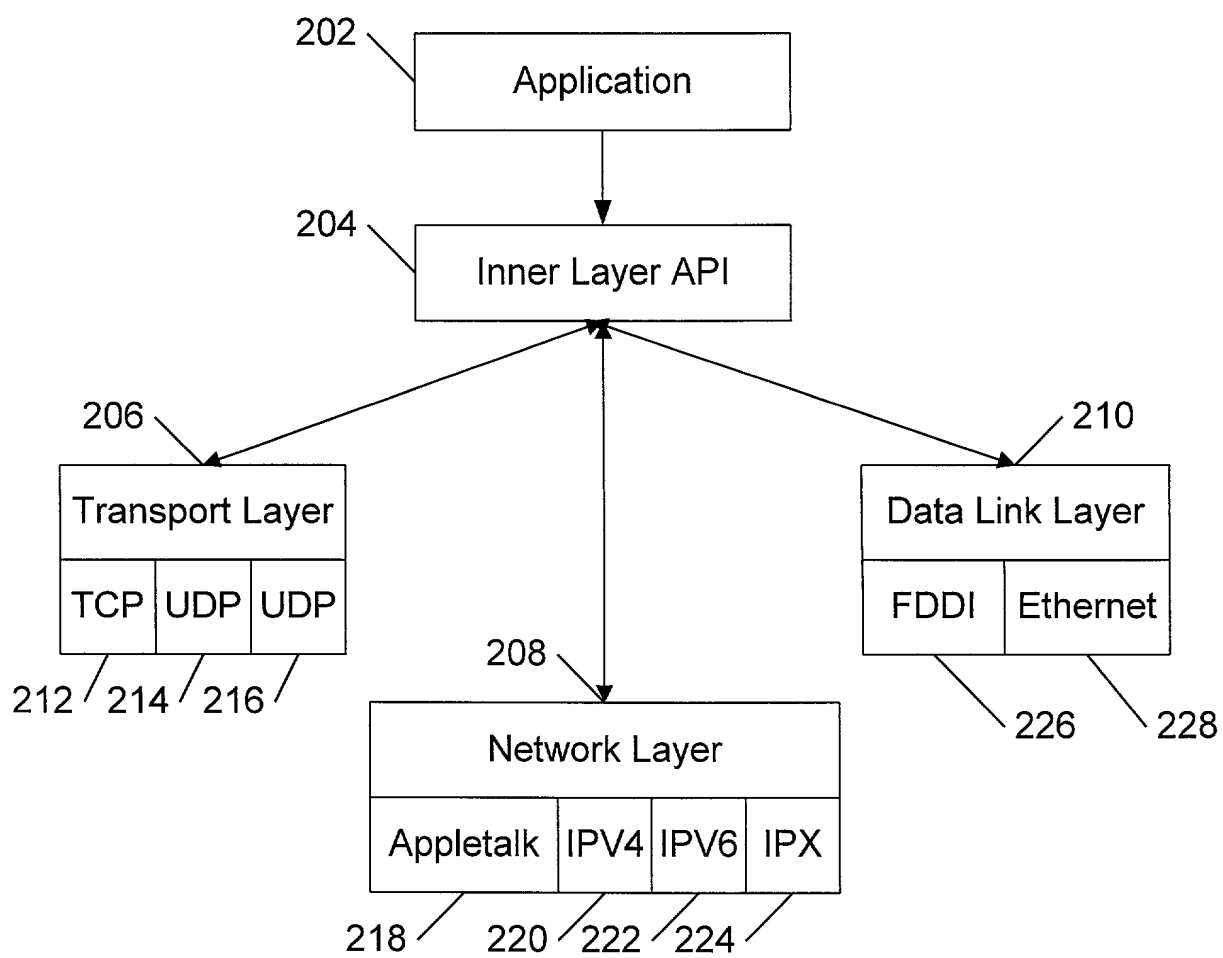 202
Application
204
Inner Layer API
206
210
Transport Layer
Data Link Layer
TCP UDP UDP
FDDI Ethernet
212 214 216
208
226 228
Network Layer
Appletalk IPV4 IPV6 IPX
218 220 222 224